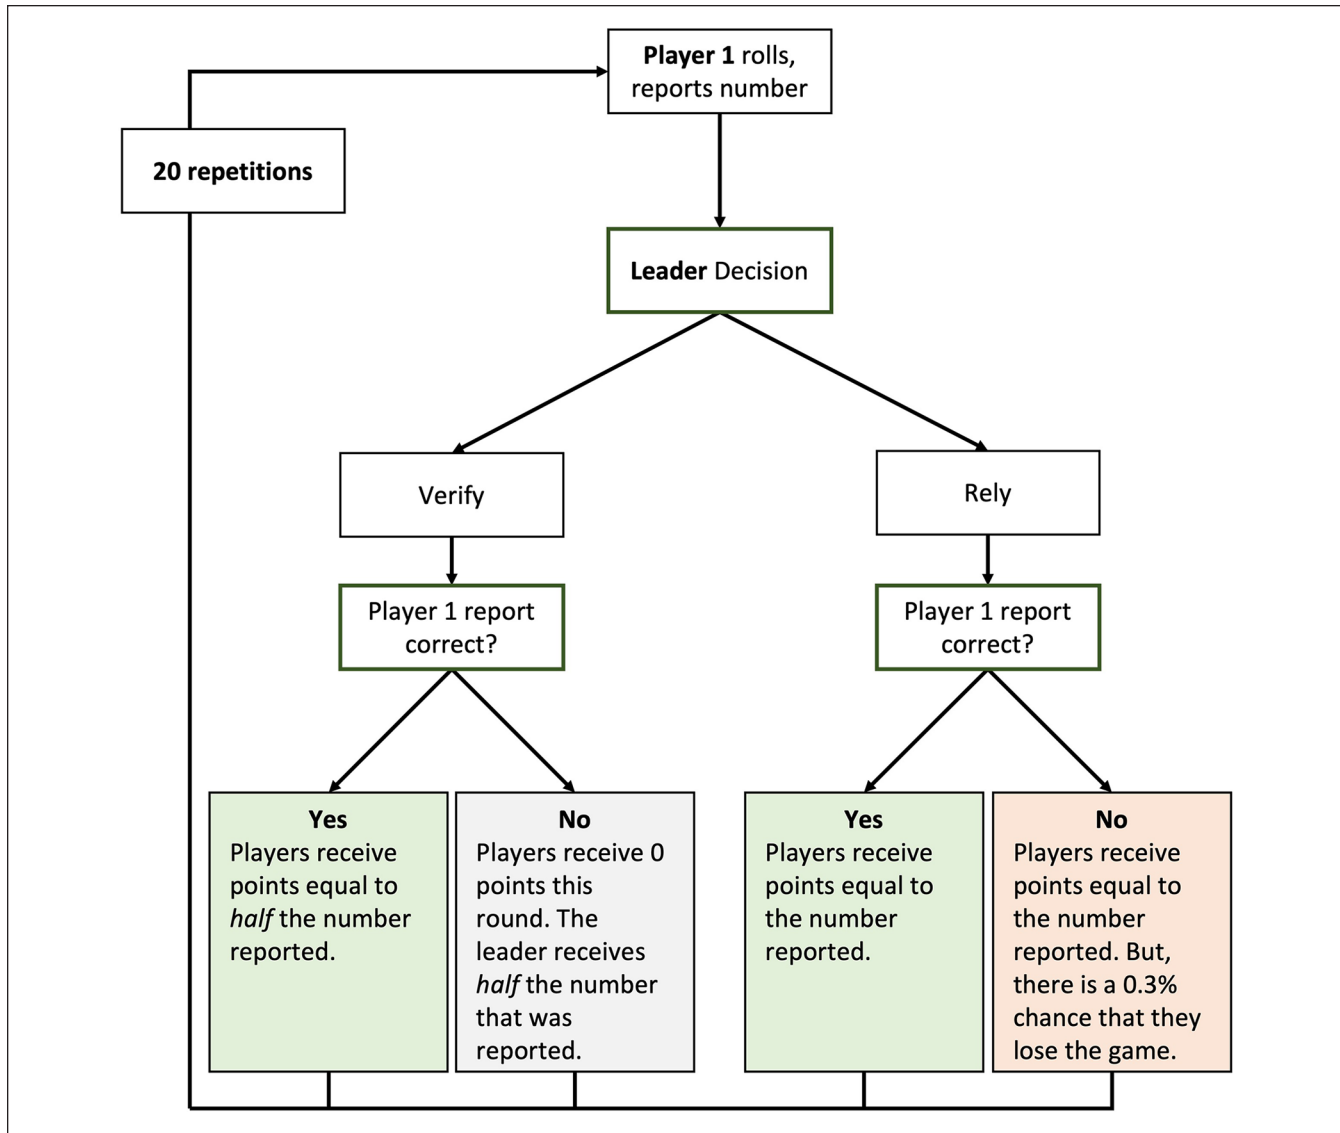 Player 1 rolls,
reports number
20 repetitions
Leader Decision
Verify
Rely
Player 1 report
correct?
Player 1 report
correct?
Yes
Players receive
points equal to
half the number
reported.
No
Players receive 0
points this
round. The
leader receives
half the number
that was
reported.
Yes
Players receive
points equal to
the number
reported.
No
Players receive
points equal to
the number
reported. But,
there is a 0.3%
chance that they
lose the game.